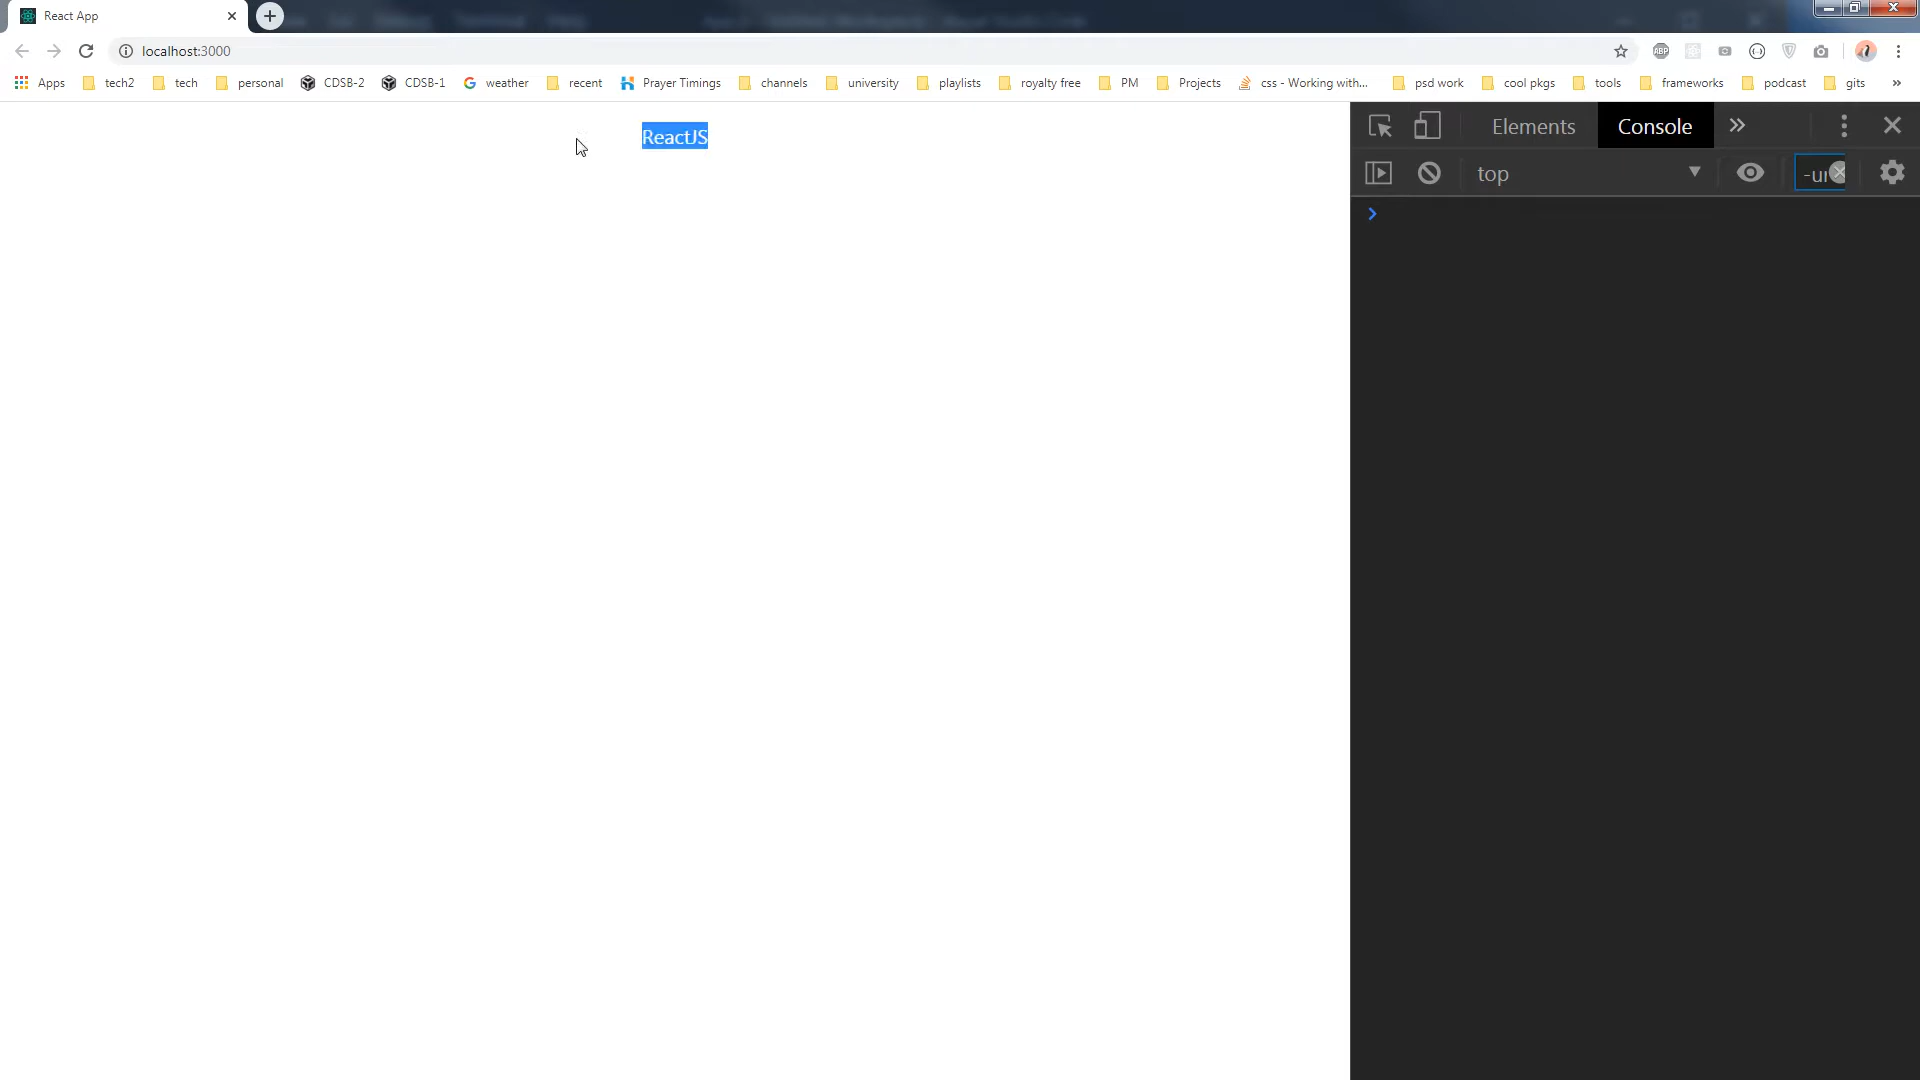 React App
localhost:3000
ABP
Apps tech2 tech personal CDSB-2 CDSB-1 weather recent Prayer Timings channels university playlists royalty free PM Projects css - Working with... psd work cool pkgs tools frameworks podcast gits »
ReactJS
Elements Console »
top